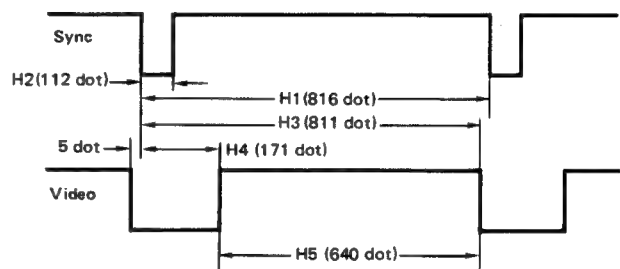 Sync
H2(112 dot)
H1(816 dot)
H3(811 dot)
5 dot
H4 (171 dot)
Video
H5 (640 dot)